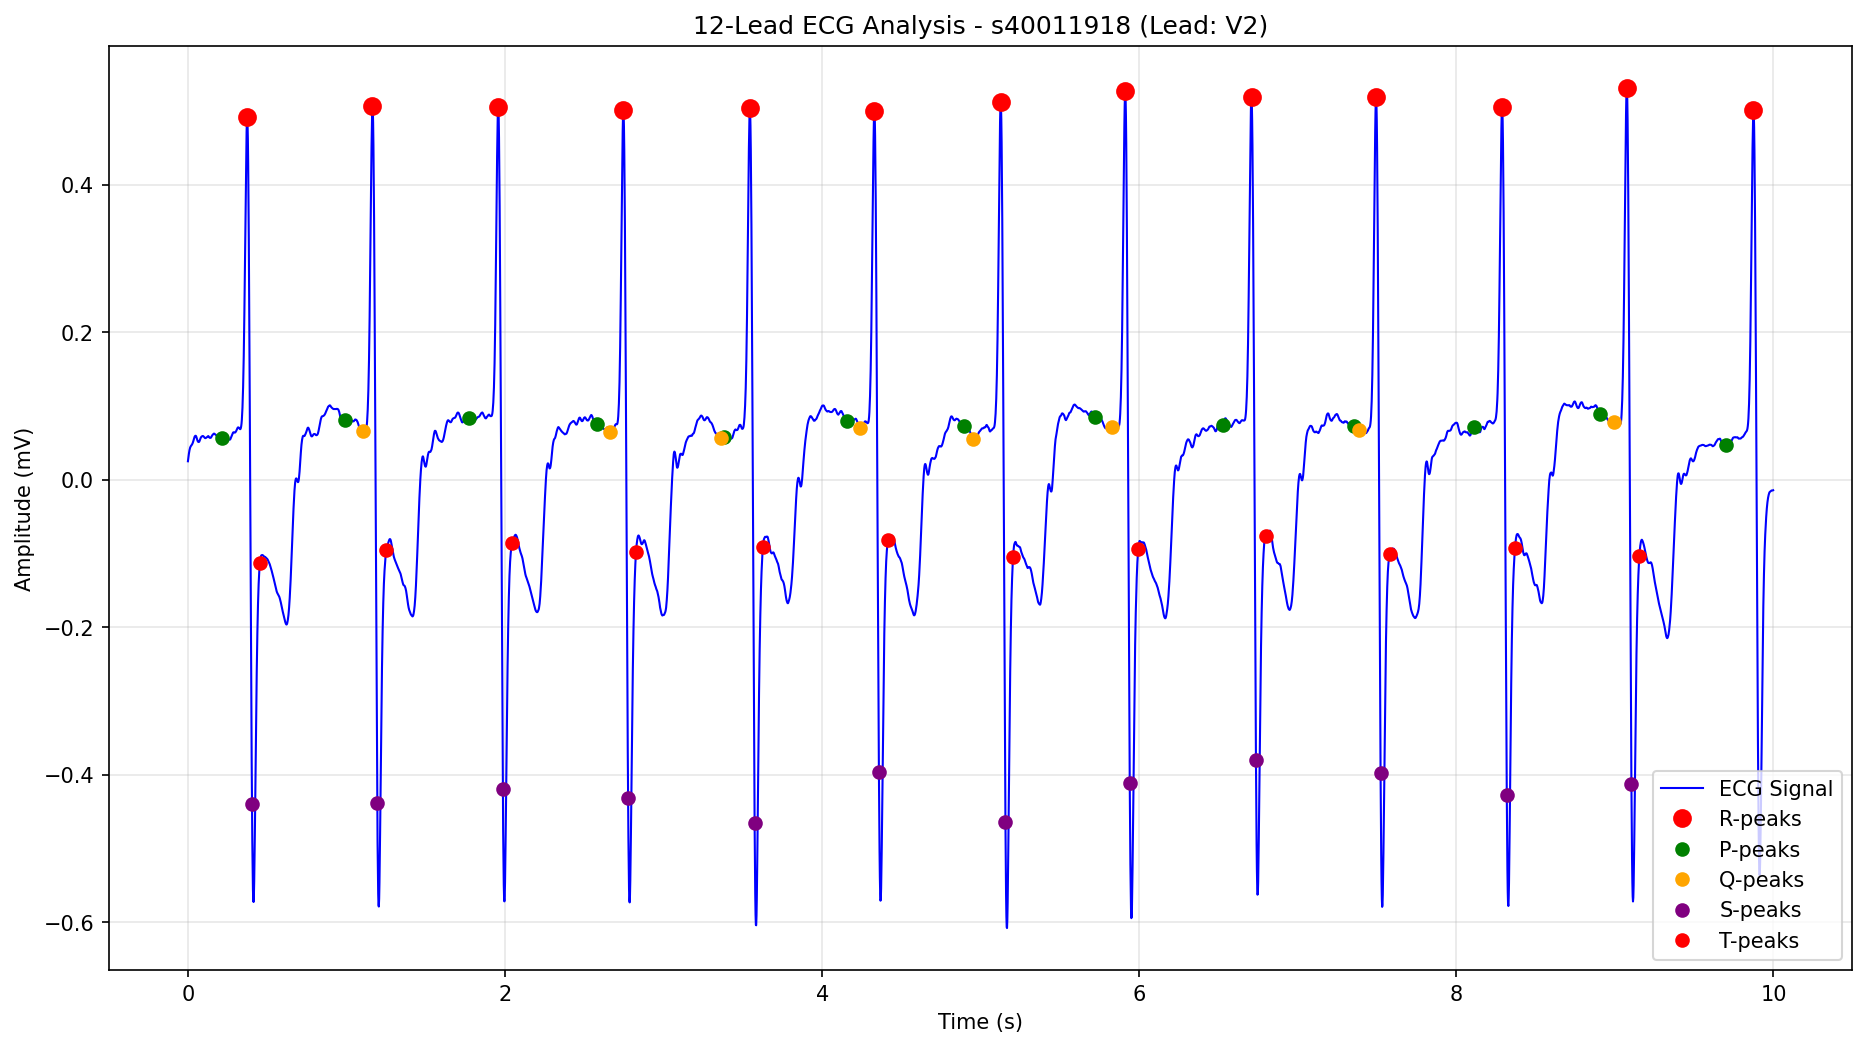 12-Lead ECG Analysis - s40011918 (Lead: V2)
Amplitude (mV)
0.4
0.2
0.0
−0.2
−0.4
−0.6
0 2 4 6 8 10
Time (s)
ECG Signal
R-peaks
P-peaks
Q-peaks
S-peaks
T-peaks